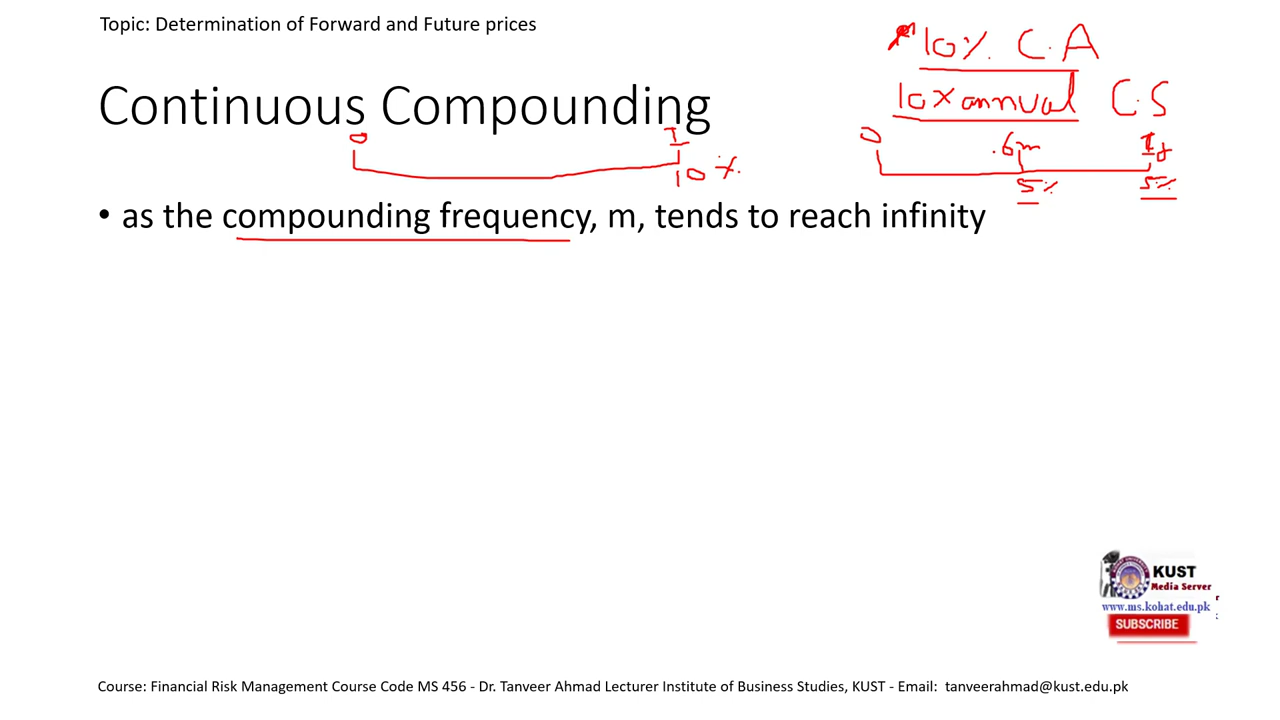 Topic: Determination of Forward and Future prices
10% C.A
Continuous Compounding
10% annual C.S
0 1
0 .6m 1y
10%
5% 5%
• as the compounding frequency, m, tends to reach infinity
KUST
Media Server
www.ms.kohat.edu.pk
SUBSCRIBE
Course: Financial Risk Management Course Code MS 456 - Dr. Tanveer Ahmad Lecturer Institute of Business Studies, KUST - Email: tanveerahmad@kust.edu.pk